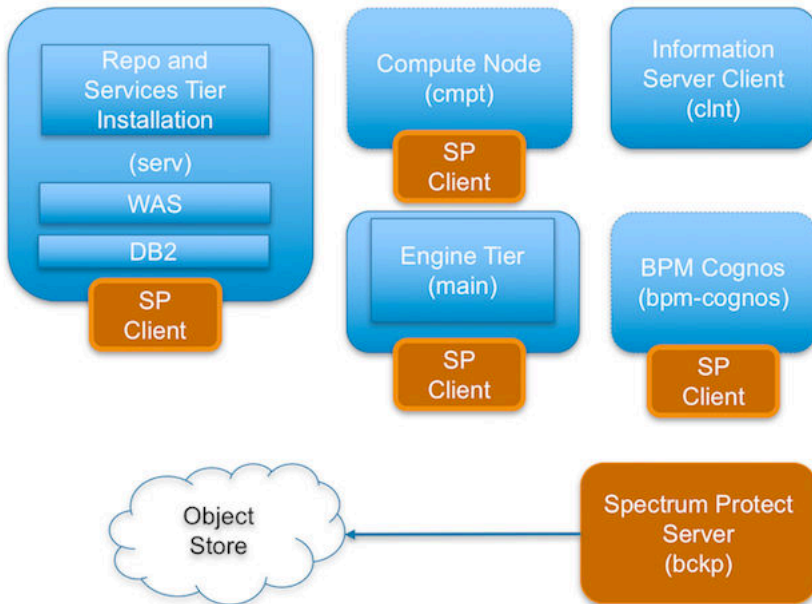 Repo and
Services Tier
Installation
(serv)
WAS
DB2
SP
Client
Compute Node
(cmpt)
SP
Client
Information
Server Client
(clnt)
Engine Tier
(main)
SP
Client
BPM Cognos
(bpm-cognos)
SP
Client
Object
Store
Spectrum Protect
Server
(bckp)